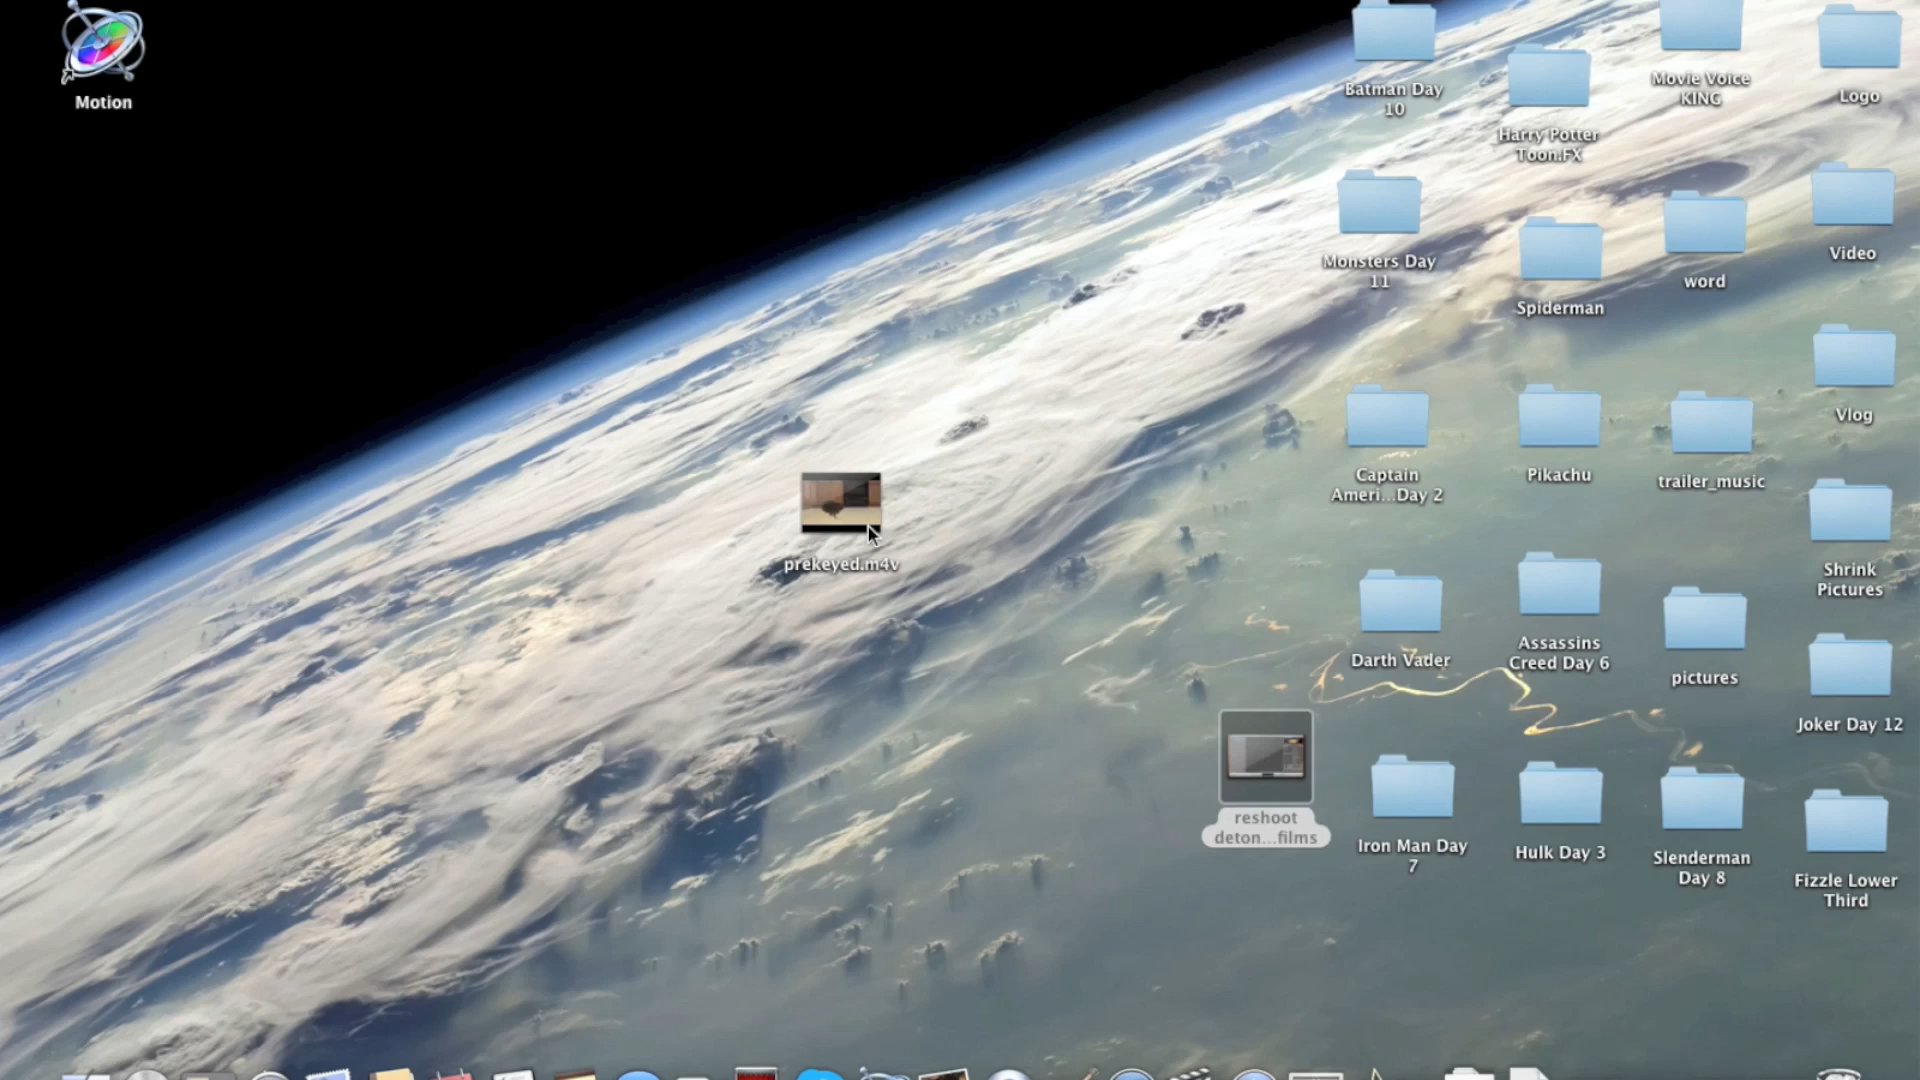 Motion
Batman Day
10
Harry Potter
Toon.FX
Movie Voice
KING
Logo
Monsters Day
11
Spiderman
word
Video
Captain
Ameri...Day 2
Pikachu
trailer_music
Vlog
prekeyed.m4v
Shrink
Pictures
Darth Vader
Assassins
Creed Day 6
pictures
Joker Day 12
reshoot
deton...films
Iron Man Day
7
Hulk Day 3
Slenderman
Day 8
Fizzle Lower
Third